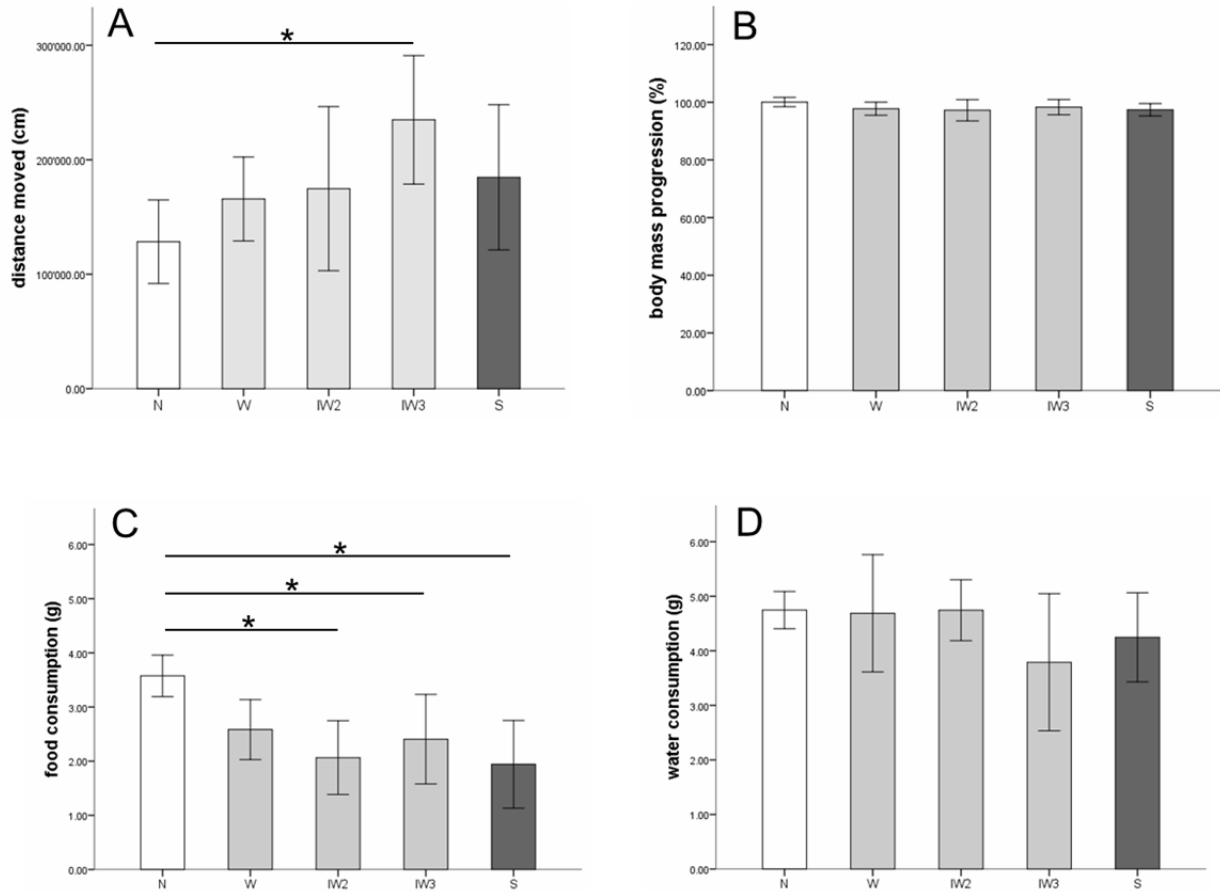 A
distance moved (cm)
300'000.00
200'000.00
100'000.00
0.00
*
N W IW2 IW3 S
B
body mass progression (%)
120.00
100.00
80.00
60.00
40.00
20.00
0.00
N W IW2 IW3 S
C
food consumption (g)
6.00
5.00
4.00
3.00
2.00
1.00
0.00
*
*
*
N W IW2 IW3 S
D
water consumption (g)
6.00
5.00
4.00
3.00
2.00
1.00
0.00
N W IW2 IW3 S